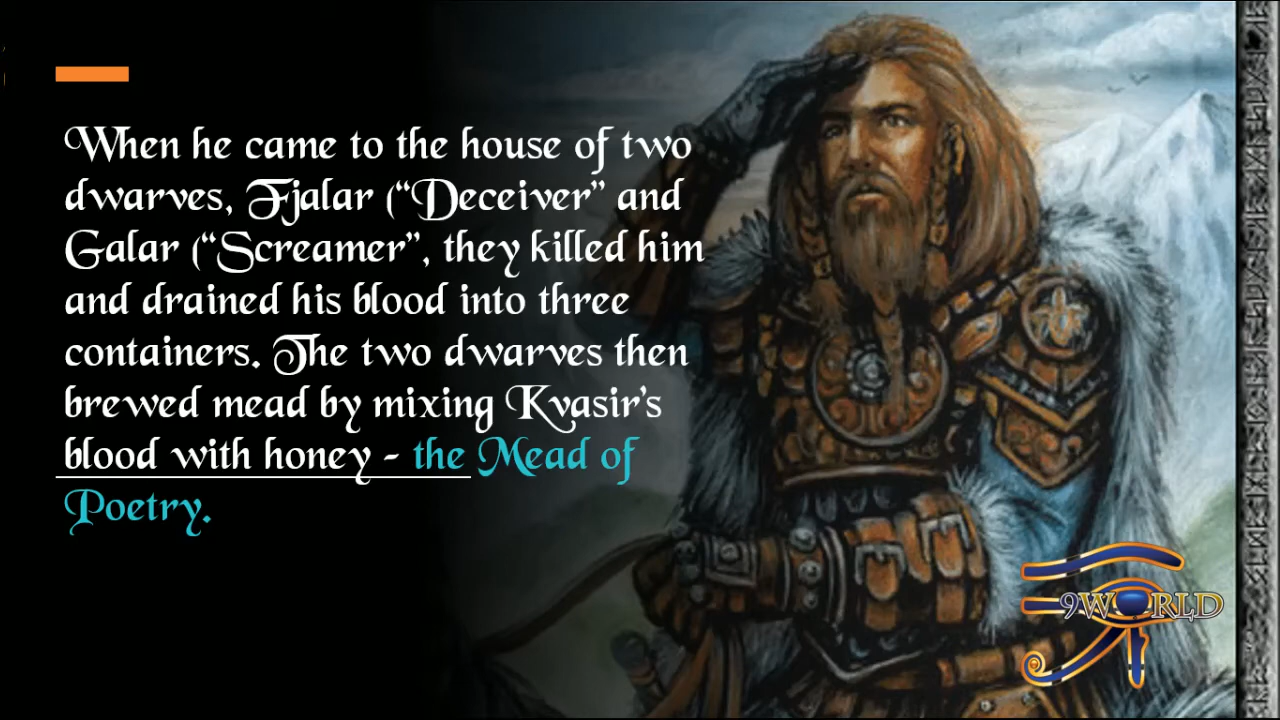 When he came to the house of two
dwarves, Fjalar (“Deceiver” and
Galar (“Screamer”, they killed him
and drained his blood into three
containers. The two dwarves then
brewed mead by mixing Kvasir's
blood with honey - the Mead of
Poetry.
9WORLD